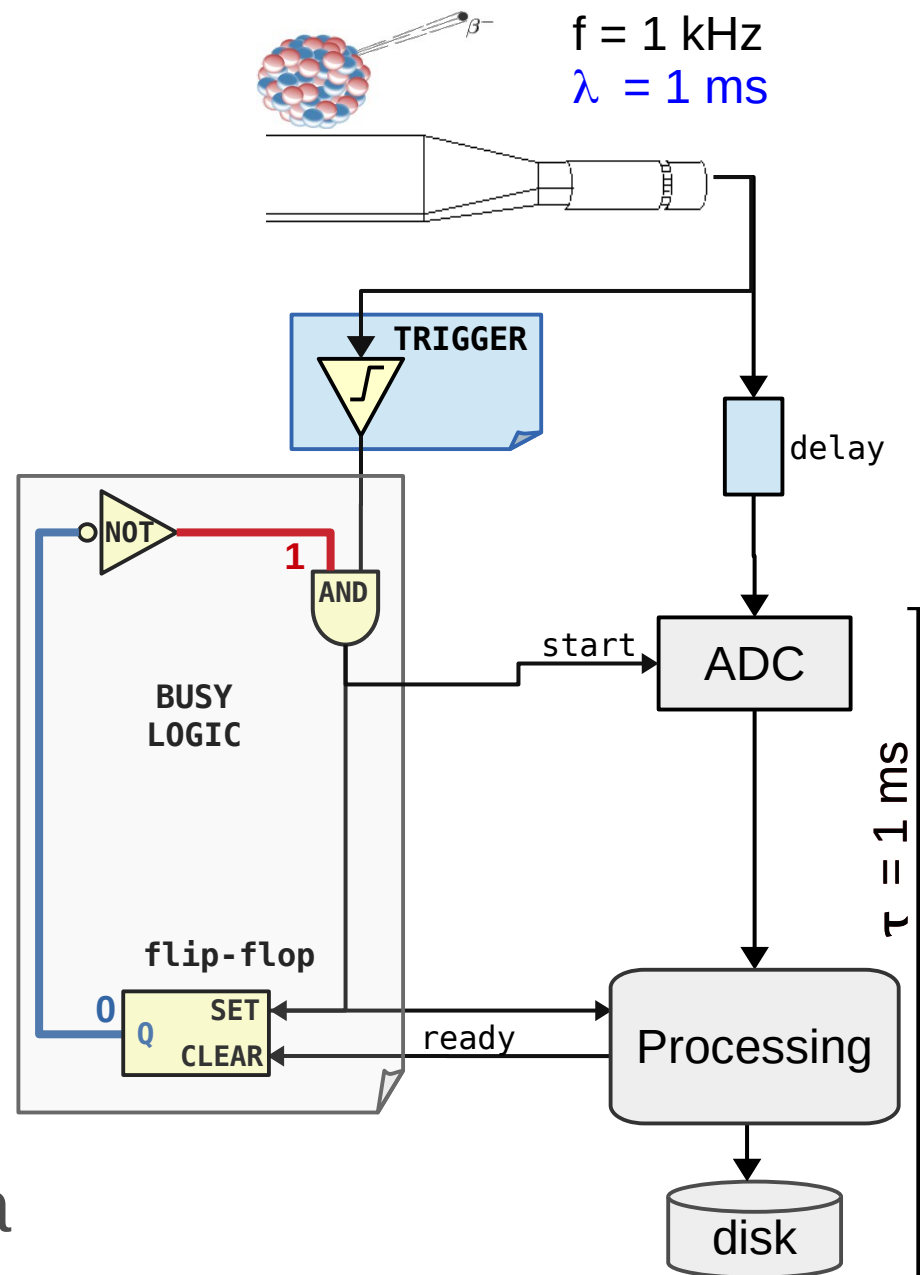 β⁻
f = 1 kHz
λ = 1 ms
TRIGGER
delay
NOT
1
AND
start
ADC
BUSY
LOGIC
τ = 1 ms
flip-flop
0
Q
SET
CLEAR
ready
Processing
a
disk